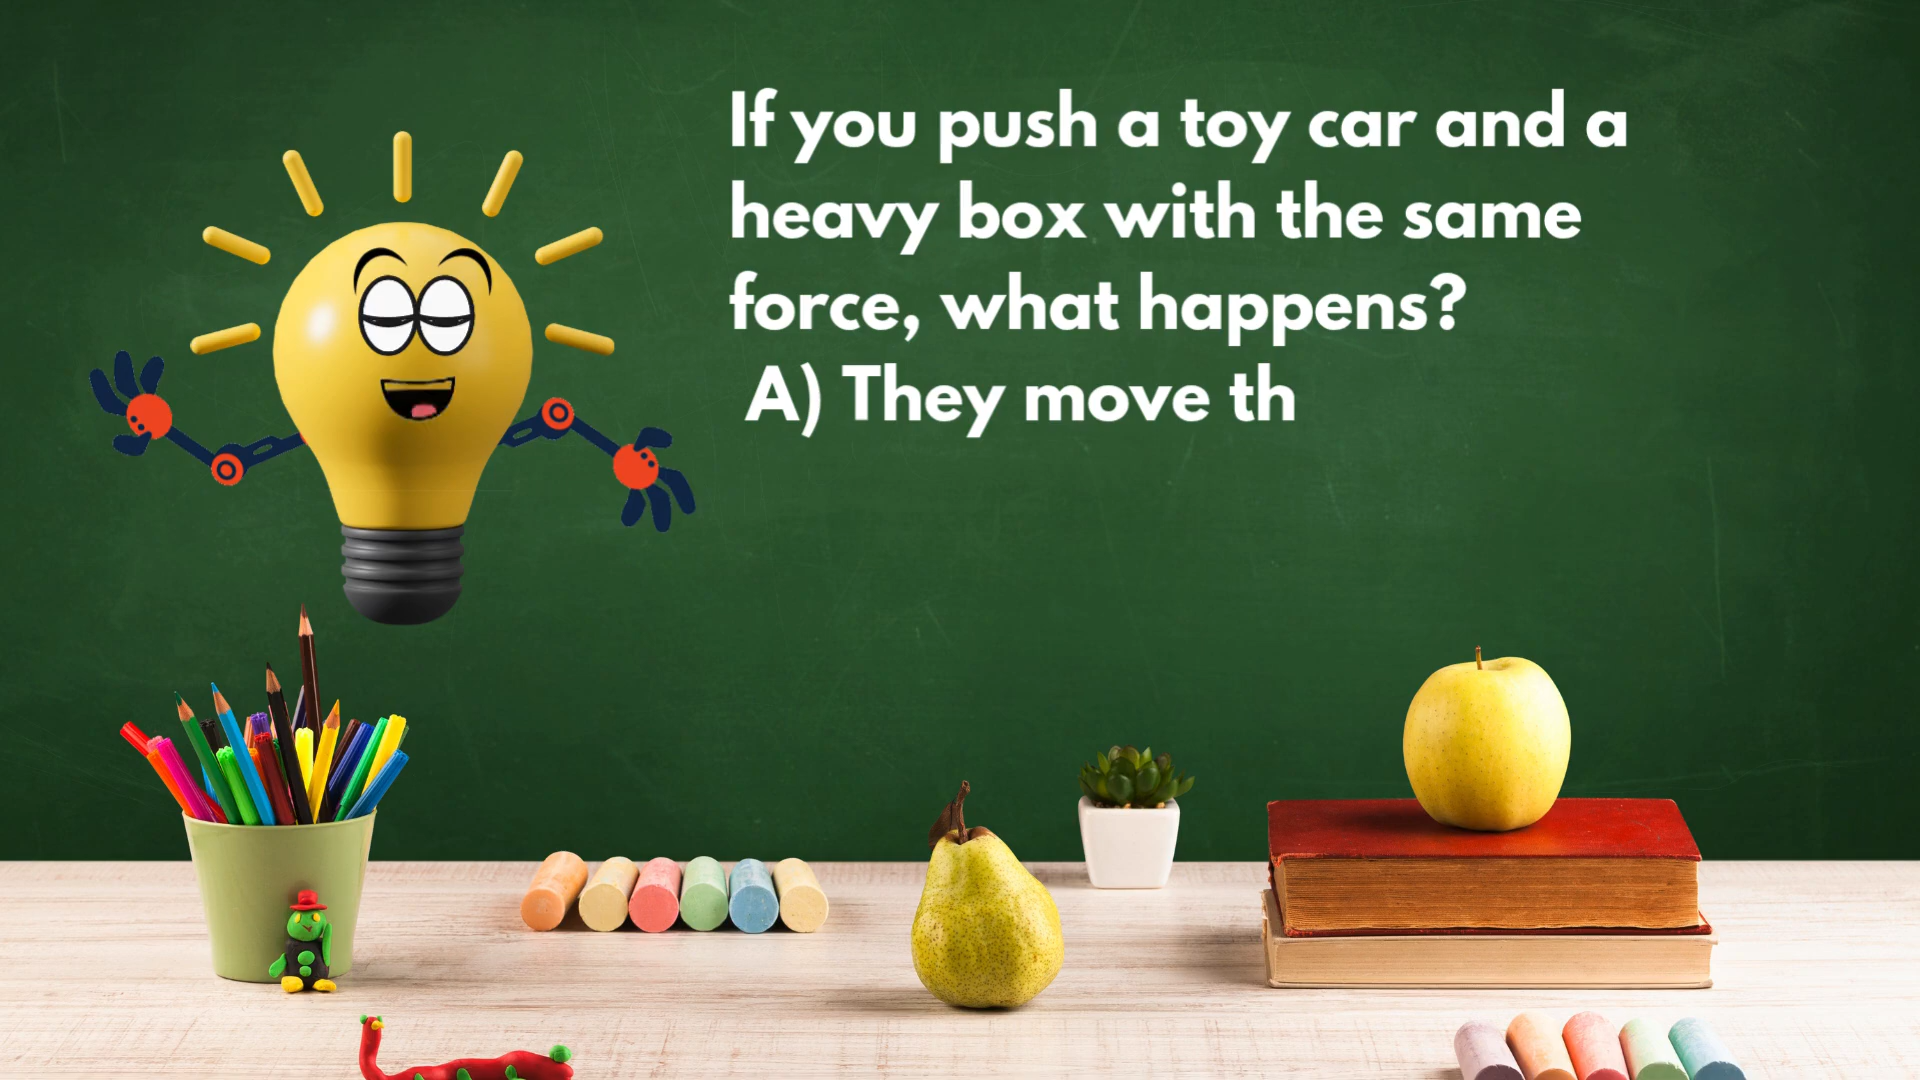 If you push a toy car and a
heavy box with the same
force, what happens?
A) They move th